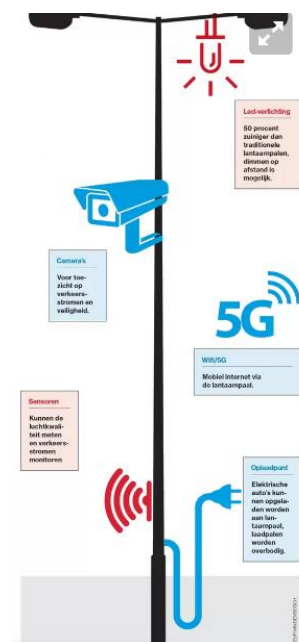 Led-verlichting
50 procent
zuiniger dan
traditionele
lantaarnpalen,
dimmen op
afstand is
mogelijk.
Camera's
Voor toe-
zicht op
verkeers-
stromen en
veiligheid.
5G
Wifi/5G
Mobiel internet via
de lantaarnpaal.
Sensoren
Kunnen de
luchtkwali-
teit meten
en verkeers-
stromen
monitoren
Oplaadpunt
Elektrische
auto's kun-
nen opgela-
den worden
aan lan-
taarnpaal,
laadpalen
worden
overbodig.